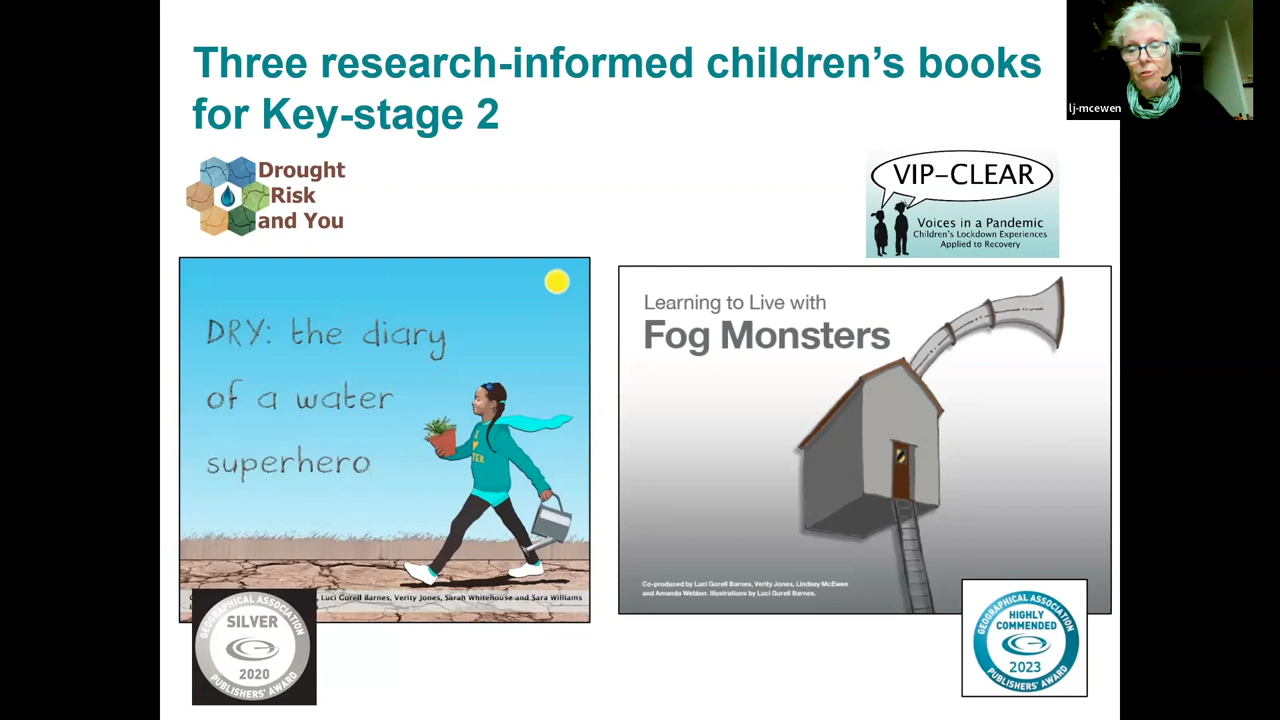 Three research-informed children's books
for Key-stage 2
lj-mcewen
Drought
Risk
and You
VIP-CLEAR
Voices in a Pandemic
Children's Lockdown Experiences
Applied to Recovery
DRY: the diary
of a water
superhero
Luci Gorell Barnes, Verity Jones, Sarah Whitehouse and Sara Williams
GEOGRAPHICAL ASSOCIATION
SILVER
2020
PUBLISHERS' AWARD
Learning to Live with
Fog Monsters
Co-produced by Luci Gorell Barnes, Verity Jones, Lindsey McEwen
and Amanda Webber. Illustrations by Luci Gorell Barnes.
GEOGRAPHICAL ASSOCIATION
HIGHLY
COMMENDED
2023
PUBLISHERS' AWARD